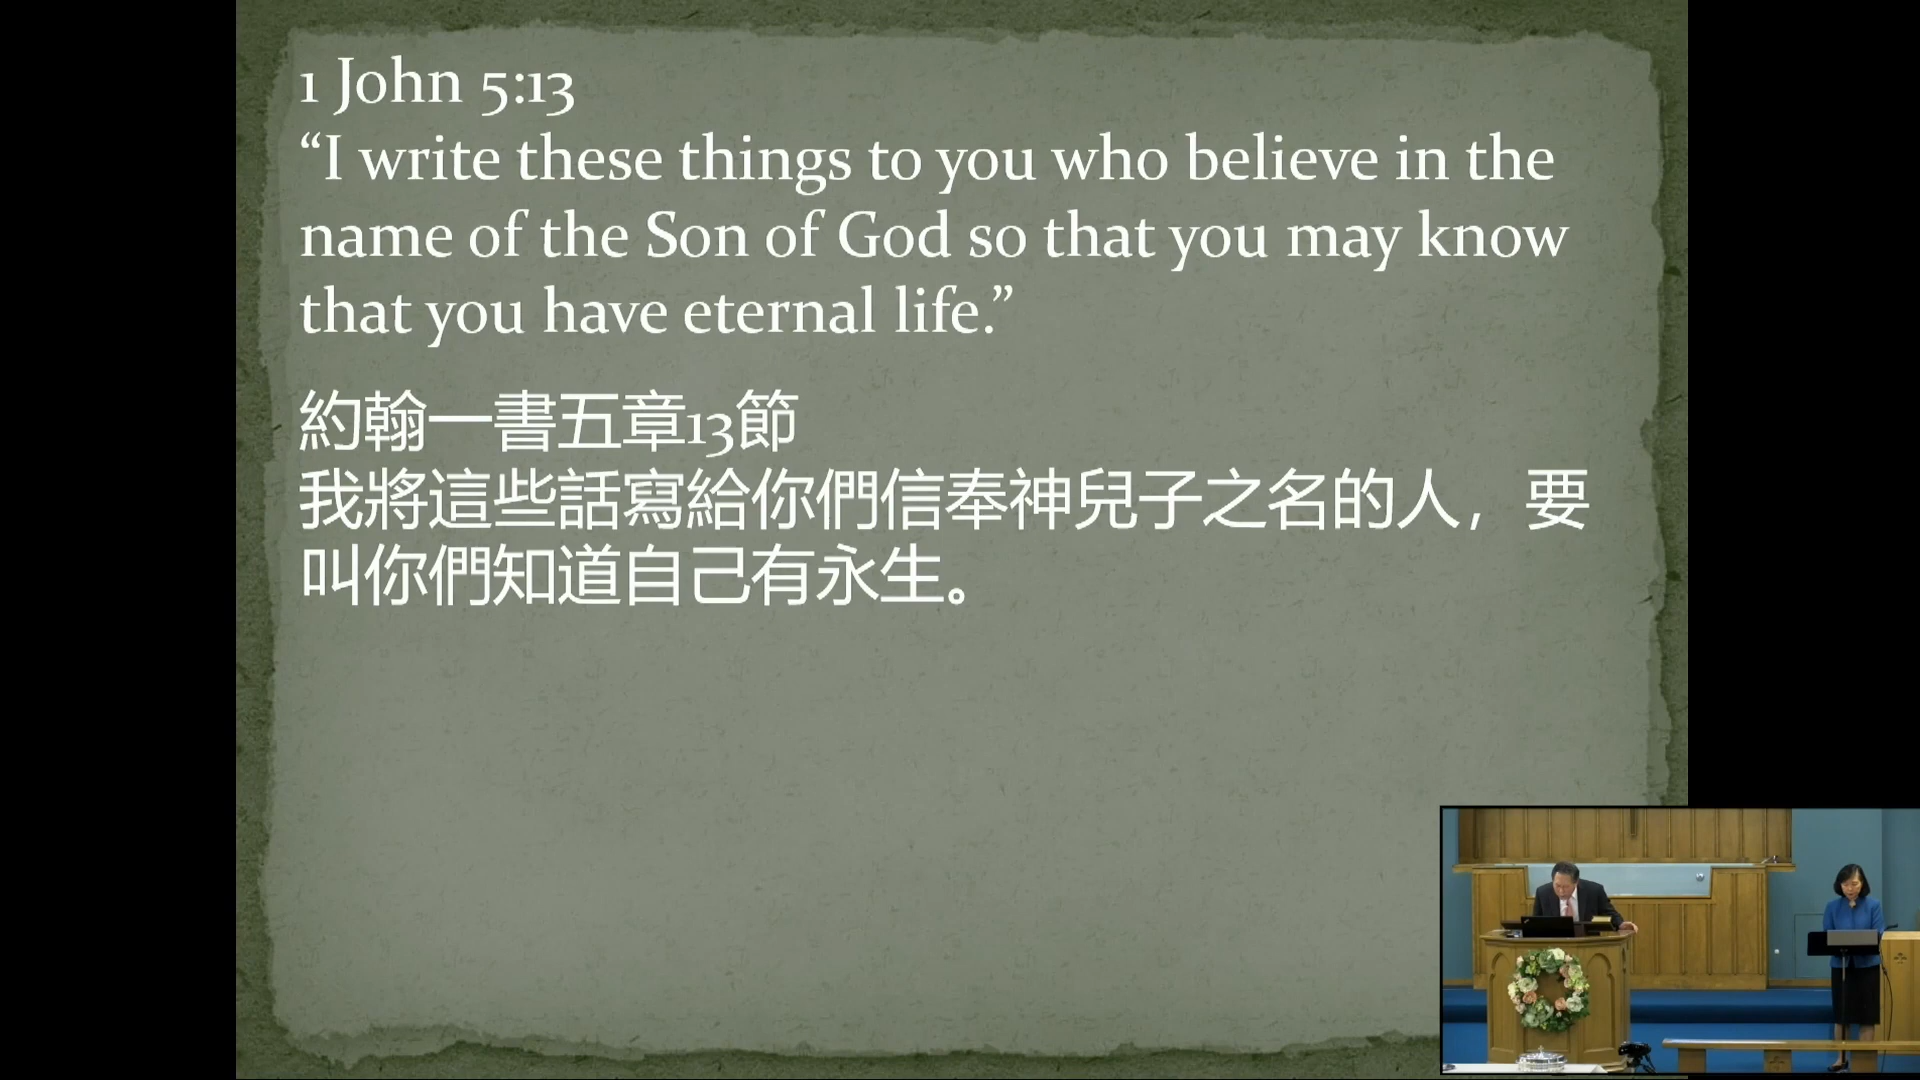 1 John 5:13
“I write these things to you who believe in the
name of the Son of God so that you may know
that you have eternal life.”
約翰一書五章13節
我將這些話寫給你們信奉神兒子之名的人，要
叫你們知道自己有永生。